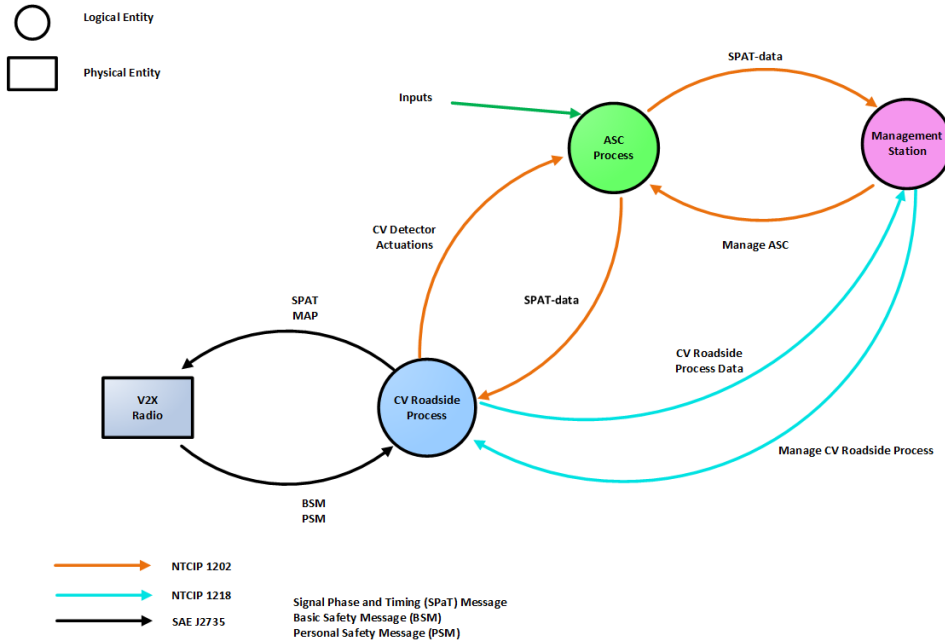 Logical Entity
Physical Entity
SPAT-data
Inputs
ASC
Process
Management
Station
CV Detector
Actuations
Manage ASC
SPAT-data
SPAT
MAP
CV Roadside
Process Data
V2X
Radio
CV Roadside
Process
Manage CV Roadside Process
BSM
PSM
NTCIP 1202
NTCIP 1218
SAE J2735
Signal Phase and Timing (SPaT) Message
Basic Safety Message (BSM)
Personal Safety Message (PSM)